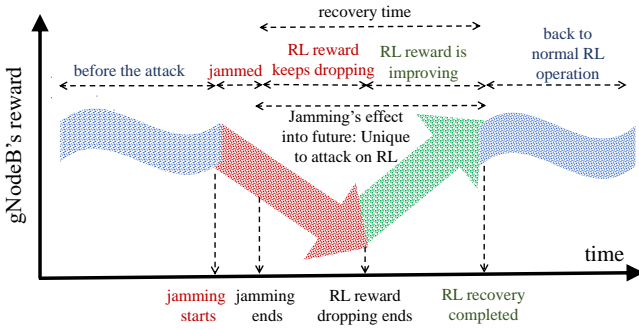 recovery time
before the attack
jammed
RL reward
keeps dropping
RL reward is
improving
back to
normal RL
operation
Jamming's effect
into future: Unique
to attack on RL
gNodeB's reward
time
jamming
starts
jamming
ends
RL reward
dropping ends
RL recovery
completed